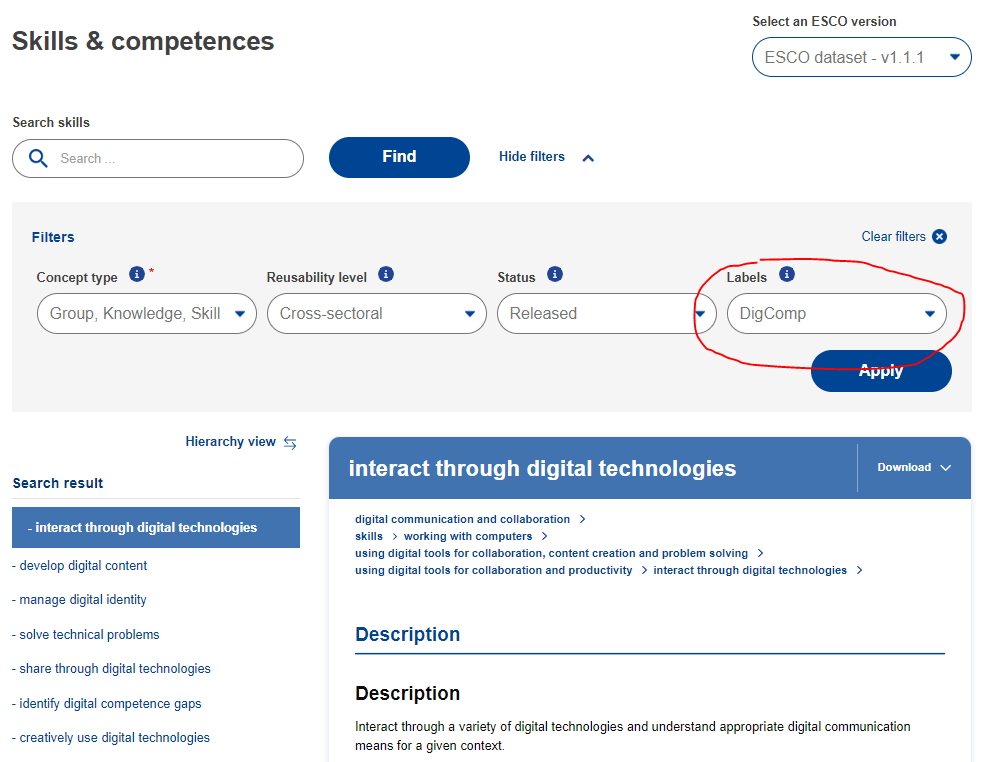 Skills & competences
Select an ESCO version
ESCO dataset - v1.1.1
Search skills
Search ...
Find
Hide filters
Filters
Clear filters
Concept type i *
Reusability level i
Status i
Labels i
Group, Knowledge, Skill
Cross-sectoral
Released
DigComp
Apply
Hierarchy view
Search result
- interact through digital technologies
- develop digital content
- manage digital identity
- solve technical problems
- share through digital technologies
- identify digital competence gaps
- creatively use digital technologies
interact through digital technologies
Download
digital communication and collaboration >
skills > working with computers >
using digital tools for collaboration, content creation and problem solving >
using digital tools for collaboration and productivity > interact through digital technologies >
Description
Description
Interact through a variety of digital technologies and understand appropriate digital communication
means for a given context.